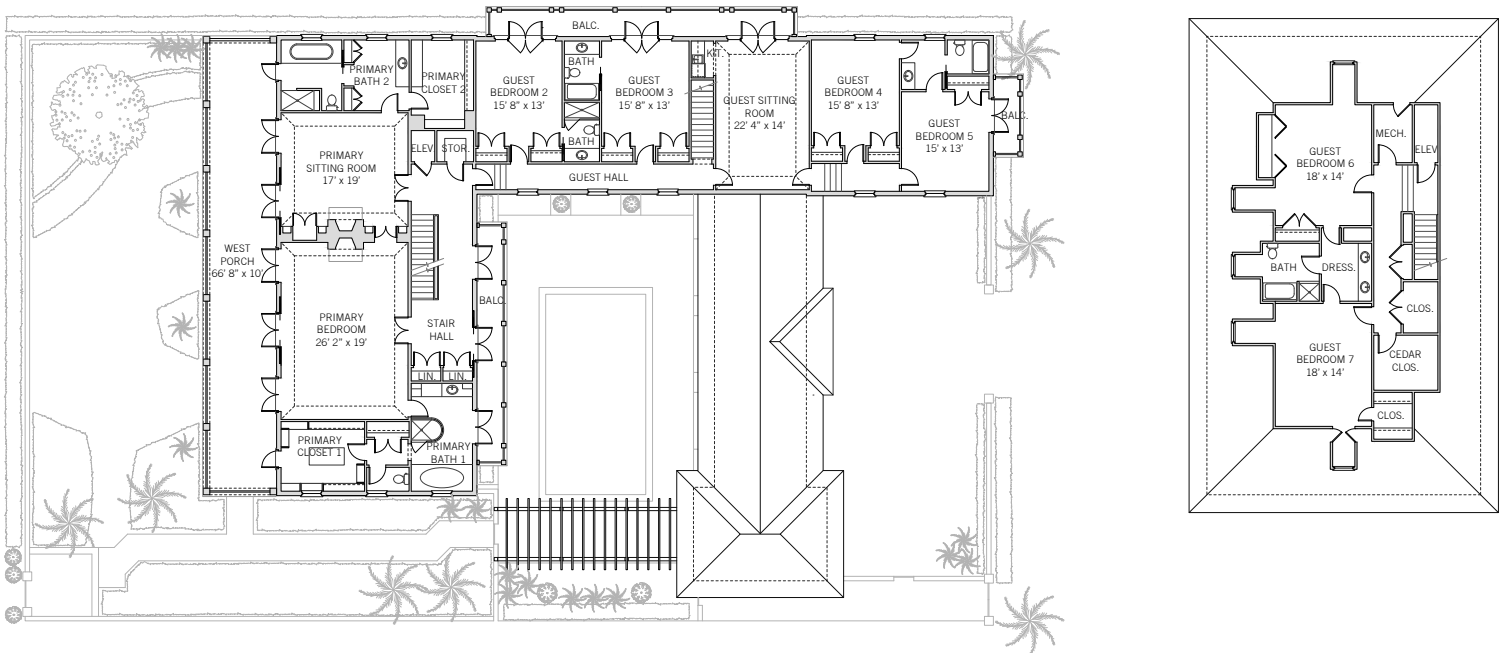 BALC.
PRIMARY
BATH 2
PRIMARY
CLOSET 2
GUEST
BEDROOM 2
15' 8" x 13'
BATH
BATH
GUEST
BEDROOM 3
15' 8" x 13'
KIT.
GUEST SITTING
ROOM
22' 4" x 14'
GUEST
BEDROOM 4
15' 8" x 13'
GUEST
BEDROOM 5
15' x 13'
BALC.
ELEV
STOR.
PRIMARY
SITTING ROOM
17' x 19'
GUEST HALL
WEST
PORCH
66' 8" x 10'
PRIMARY
BEDROOM
26' 2" x 19'
STAIR
HALL
BALC.
LIN.
LIN.
PRIMARY
CLOSET 1
PRIMARY
BATH 1
MECH.
ELEV
GUEST
BEDROOM 6
18' x 14'
BATH
DRESS.
CLOS.
GUEST
BEDROOM 7
18' x 14'
CEDAR
CLOS.
CLOS.